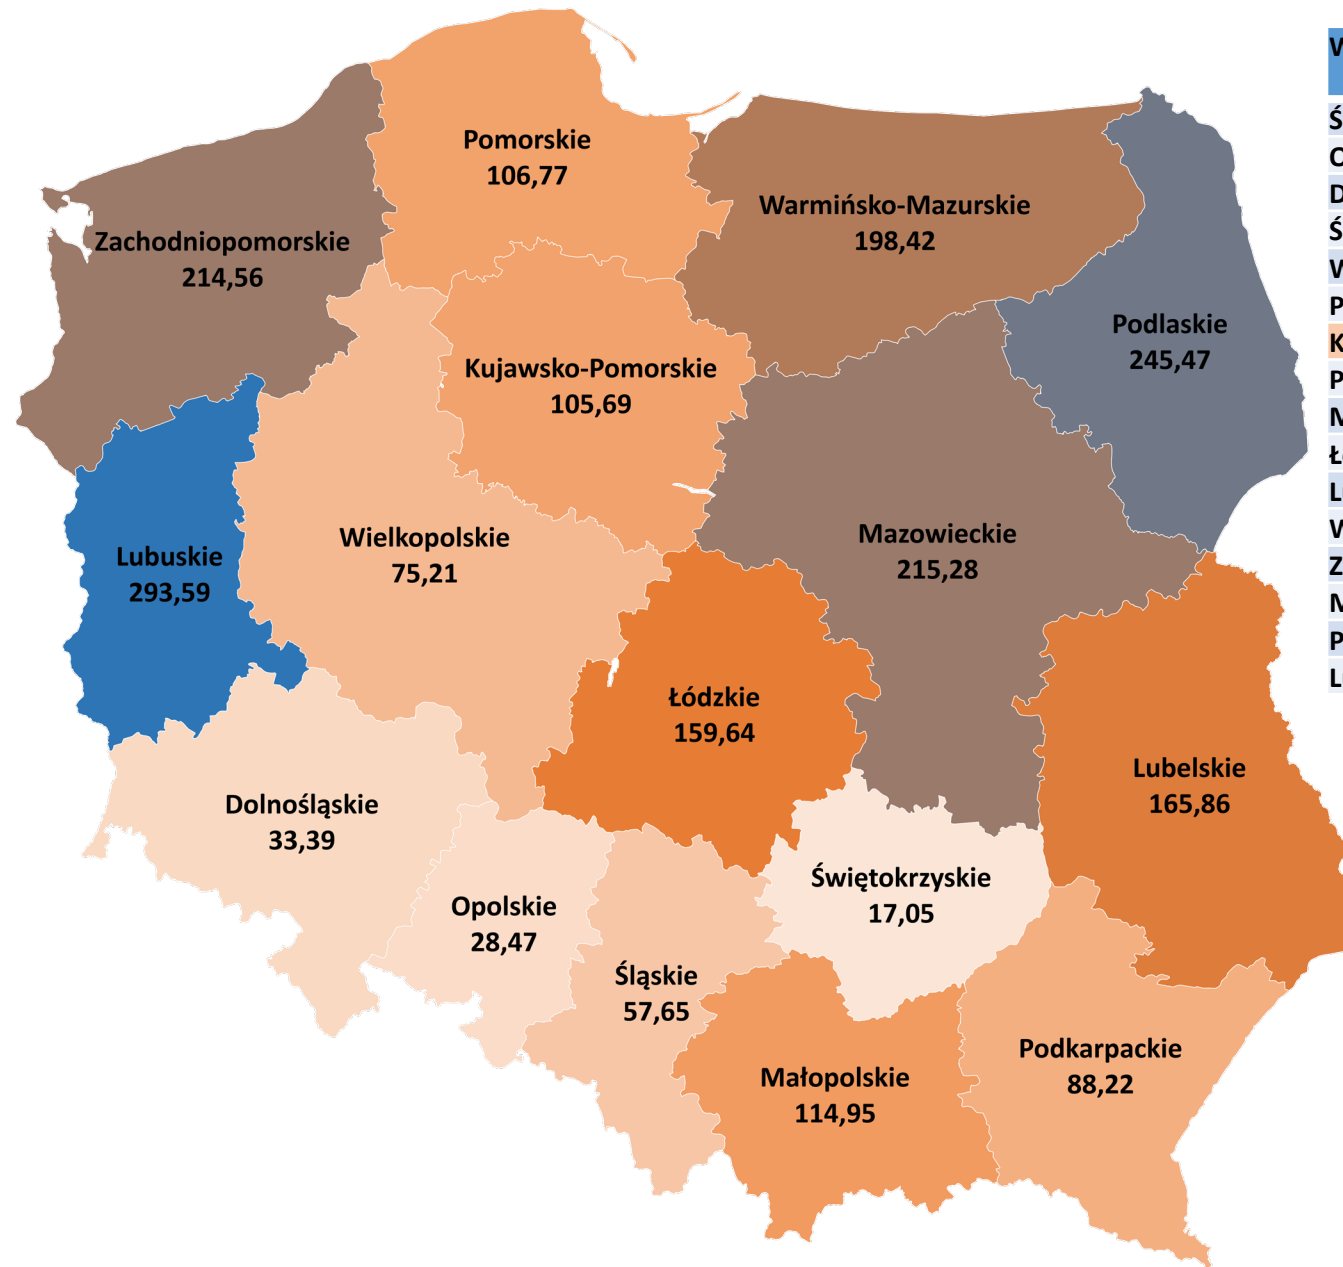 Pomorskie
106,77
Warmińsko-Mazurskie
198,42
Zachodniopomorskie
214,56
Podlaskie
245,47
Kujawsko-Pomorskie
105,69
Wielkopolskie
75,21
Mazowieckie
215,28
Lubuskie
293,59
Łódzkie
159,64
Lubelskie
165,86
Dolnośląskie
33,39
Świętokrzyskie
17,05
Opolskie
28,47
Śląskie
57,65
Podkarpackie
88,22
Małopolskie
114,95